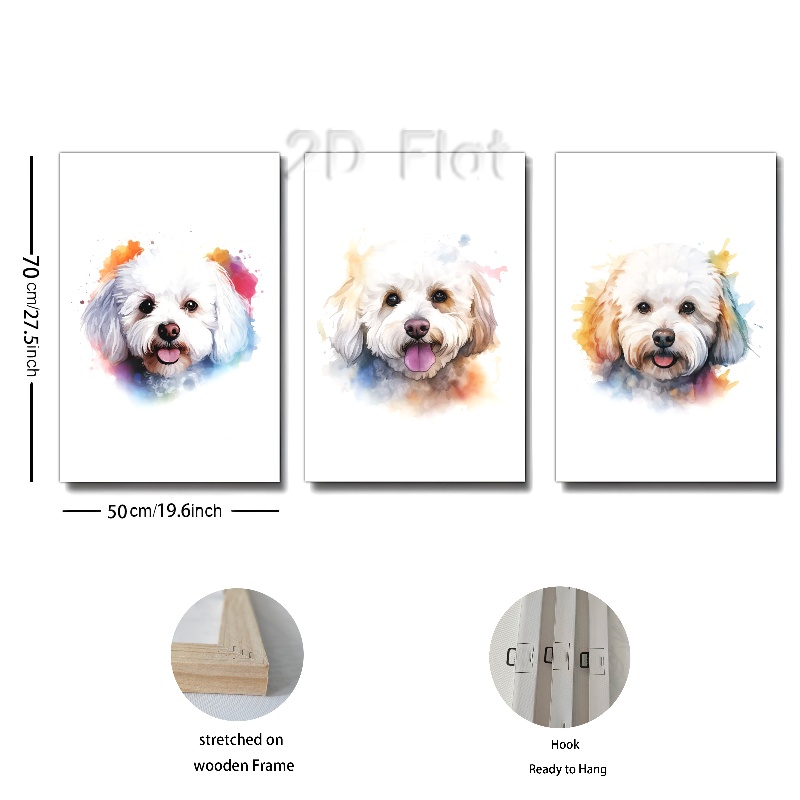 2D Flat
70cm/27.5inch
50cm/19.6inch
stretched on
wooden Frame
Hook
Ready to Hang